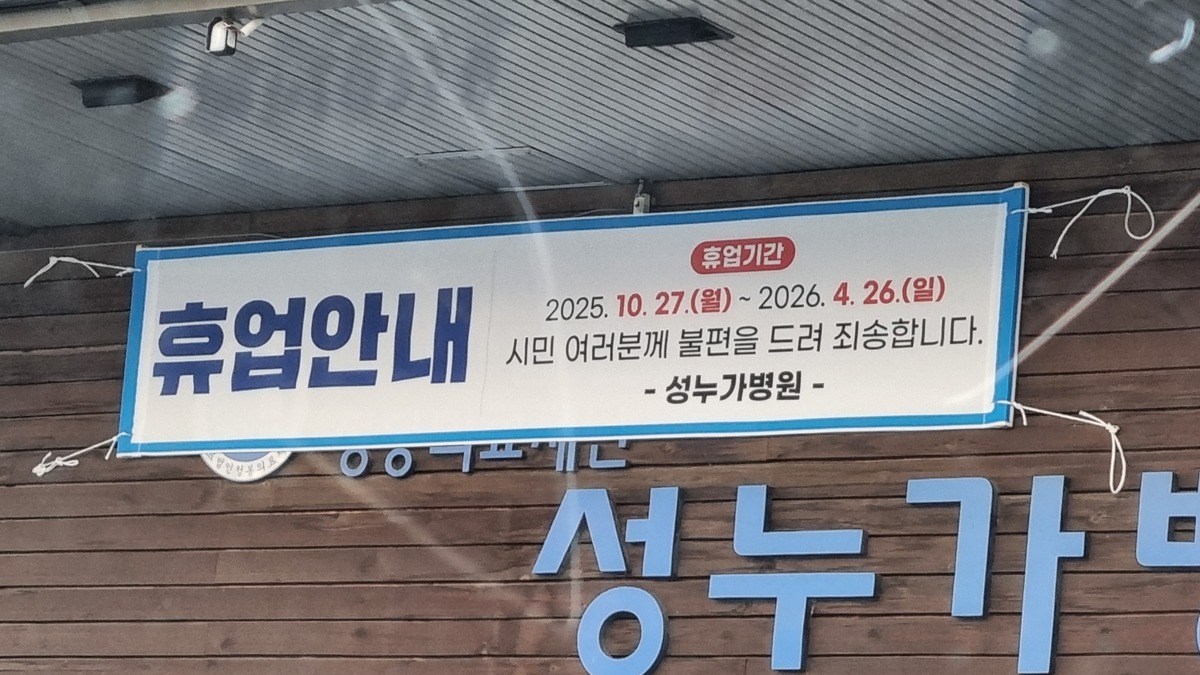 휴업안내
휴업기간
2025. 10. 27.(월) ~ 2026. 4. 26.(일)
시민 여러분께 불편을 드려 죄송합니다.
- 성누가병원 -
성누가